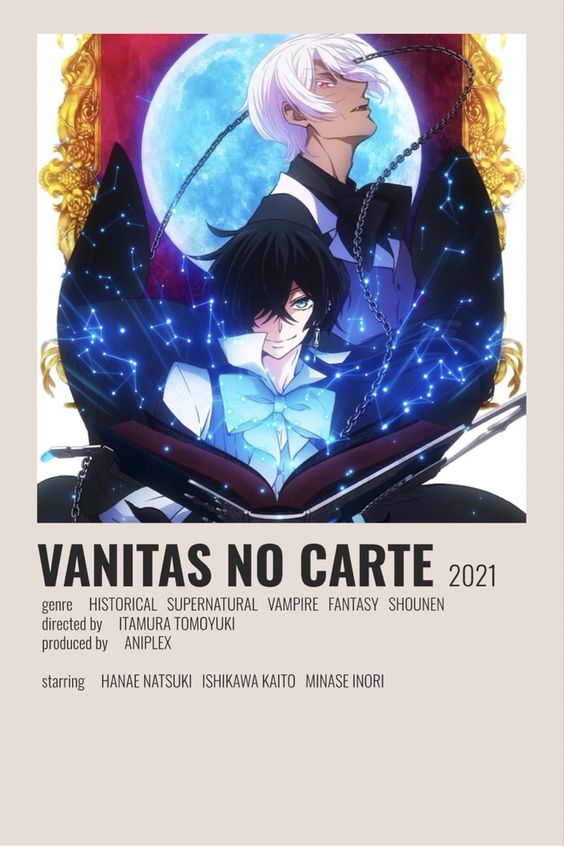 VANITAS NO CARTE 2021
genre HISTORICAL SUPERNATURAL VAMPIRE FANTASY SHOUNEN
directed by ITAMURA TOMOYUKI
produced by ANIPLEX
starring HANAE NATSUKI ISHIKAWA KAITO MINASE INORI